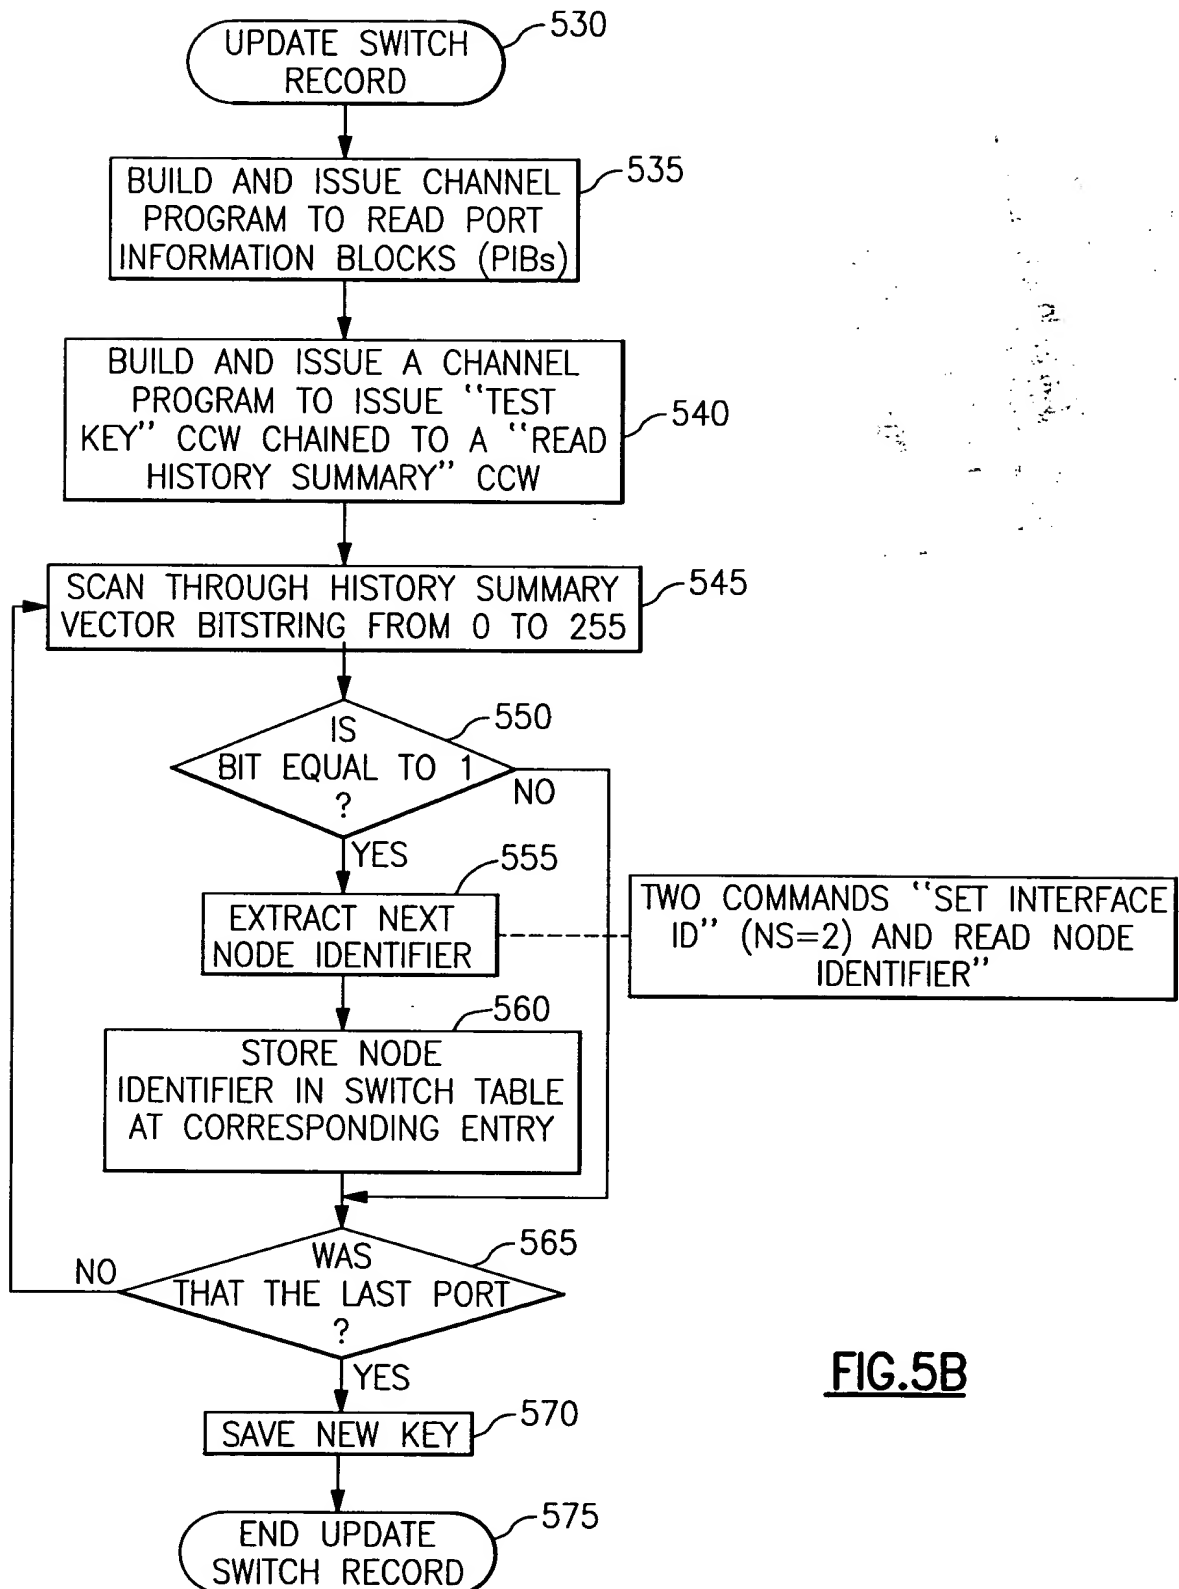 530
UPDATE SWITCH
RECORD
535
BUILD AND ISSUE CHANNEL
PROGRAM TO READ PORT
INFORMATION BLOCKS (PIBs)
540
BUILD AND ISSUE A CHANNEL
PROGRAM TO ISSUE "TEST
KEY" CCW CHAINED TO A "READ
HISTORY SUMMARY" CCW
545
SCAN THROUGH HISTORY SUMMARY
VECTOR BITSTRING FROM 0 TO 255
550
IS
BIT EQUAL TO 1
?
NO
YES
555
EXTRACT NEXT
NODE IDENTIFIER
TWO COMMANDS "SET INTERFACE
ID" (NS=2) AND READ NODE
IDENTIFIER"
560
STORE NODE
IDENTIFIER IN SWITCH TABLE
AT CORRESPONDING ENTRY
565
WAS
THAT THE LAST PORT
?
NO
YES
FIG.5B
570
SAVE NEW KEY
575
END UPDATE
SWITCH RECORD